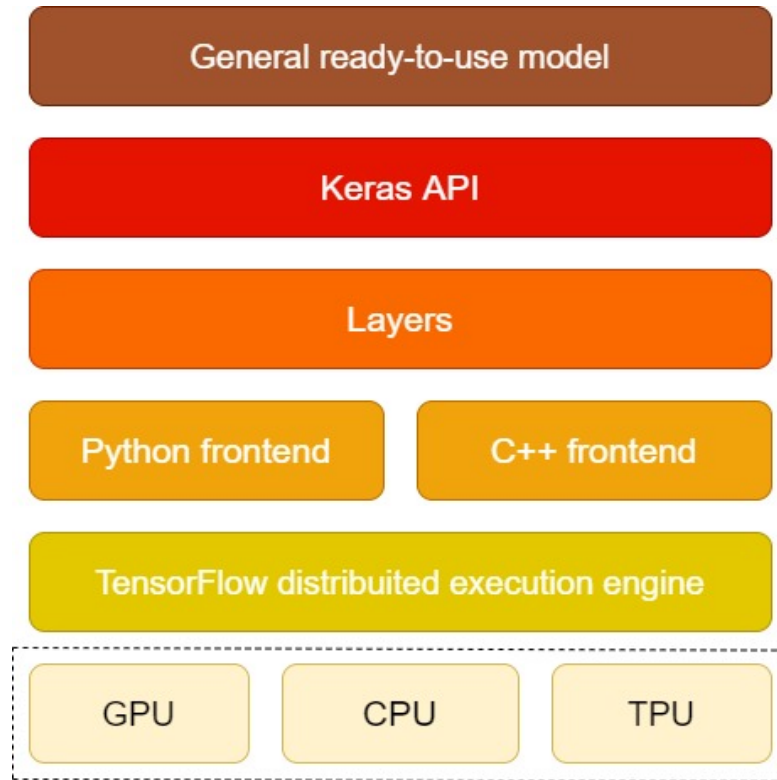 General ready-to-use model
Keras API
Layers
Python frontend
C++ frontend
TensorFlow distribuited execution engine
GPU
CPU
TPU